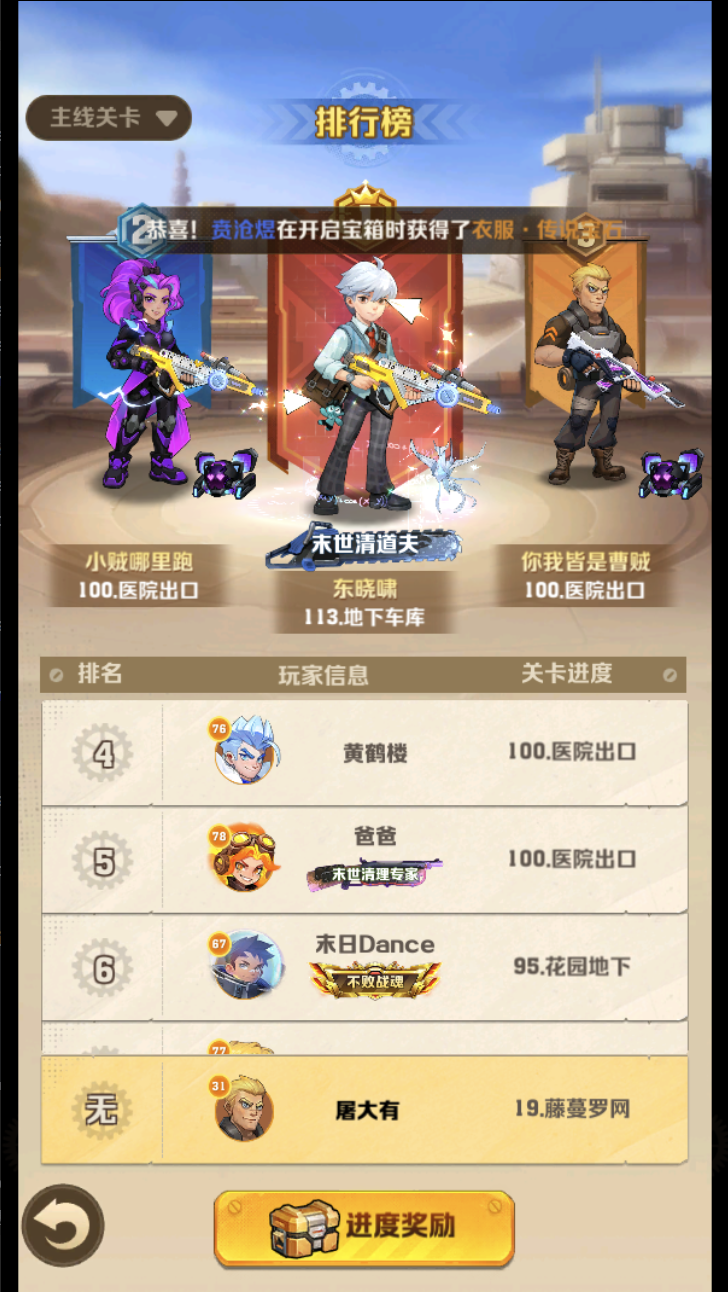 主线关卡
排行榜
2
1
3
恭喜！贲沧煜在开启宝箱时获得了衣服·传说宝石
末世清道夫
小贼哪里跑
100.医院出口
东晓啸
113.地下车库
你我皆是曹贼
100.医院出口
排名 玩家信息 关卡进度
4 76 黄鹤楼 100.医院出口
5 78 爸爸 100.医院出口
末世清理专家
6 67 末日Dance 95.花园地下
不败战魂
77
无 31 屠大有 19.藤蔓罗网
进度奖励